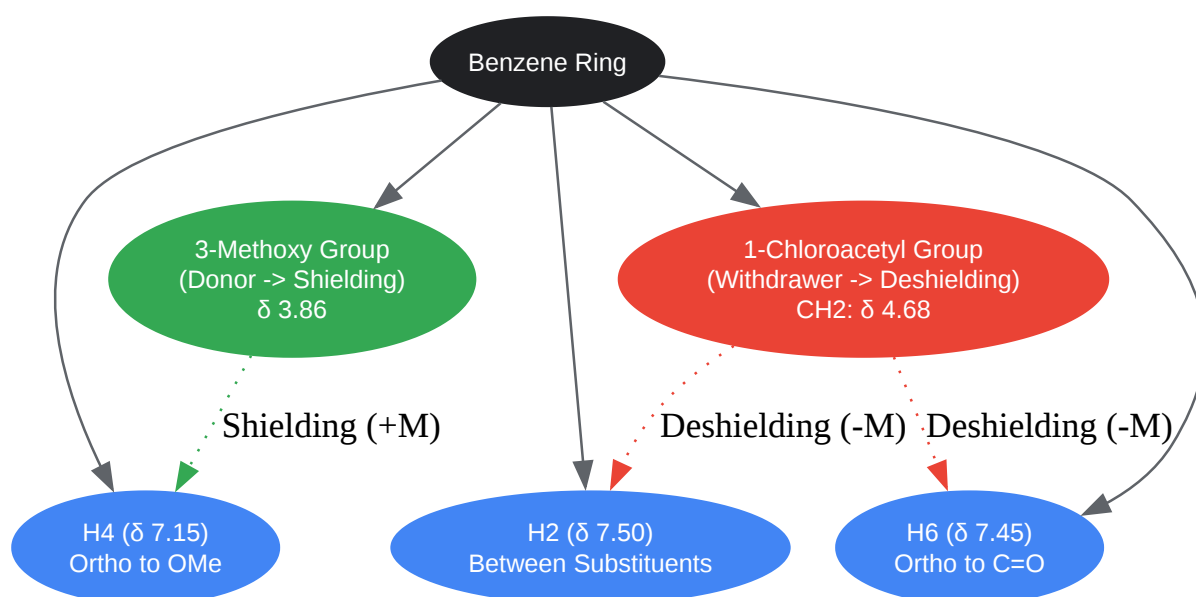 Benzene Ring
3-Methoxy Group
(Donor -> Shielding)
δ 3.86
1-Chloroacetyl Group
(Withdrawer -> Deshielding)
CH2: δ 4.68
Shielding (+M)
Deshielding (-M)
Deshielding (-M)
H4 (δ 7.15)
Ortho to OMe
H2 (δ 7.50)
Between Substituents
H6 (δ 7.45)
Ortho to C=O